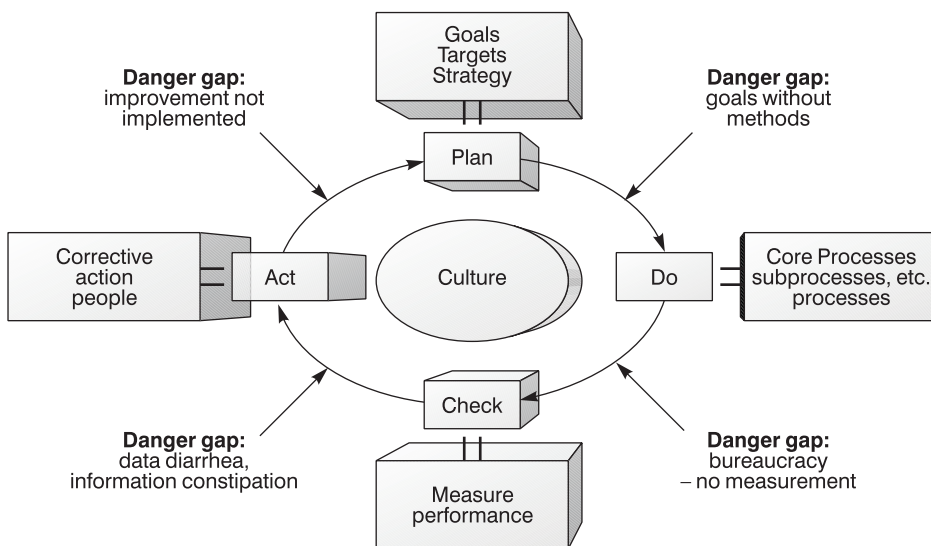 Goals
Targets
Strategy
Danger gap:
improvement not
implemented
Danger gap:
goals without
methods
Plan
Corrective
action
people
Act
Culture
Do
Core Processes
subprocesses, etc..
processes
Check
Danger gap:
data diarrhea,
information constipation
Danger gap:
bureaucracy
– no measurement
Measure
performance